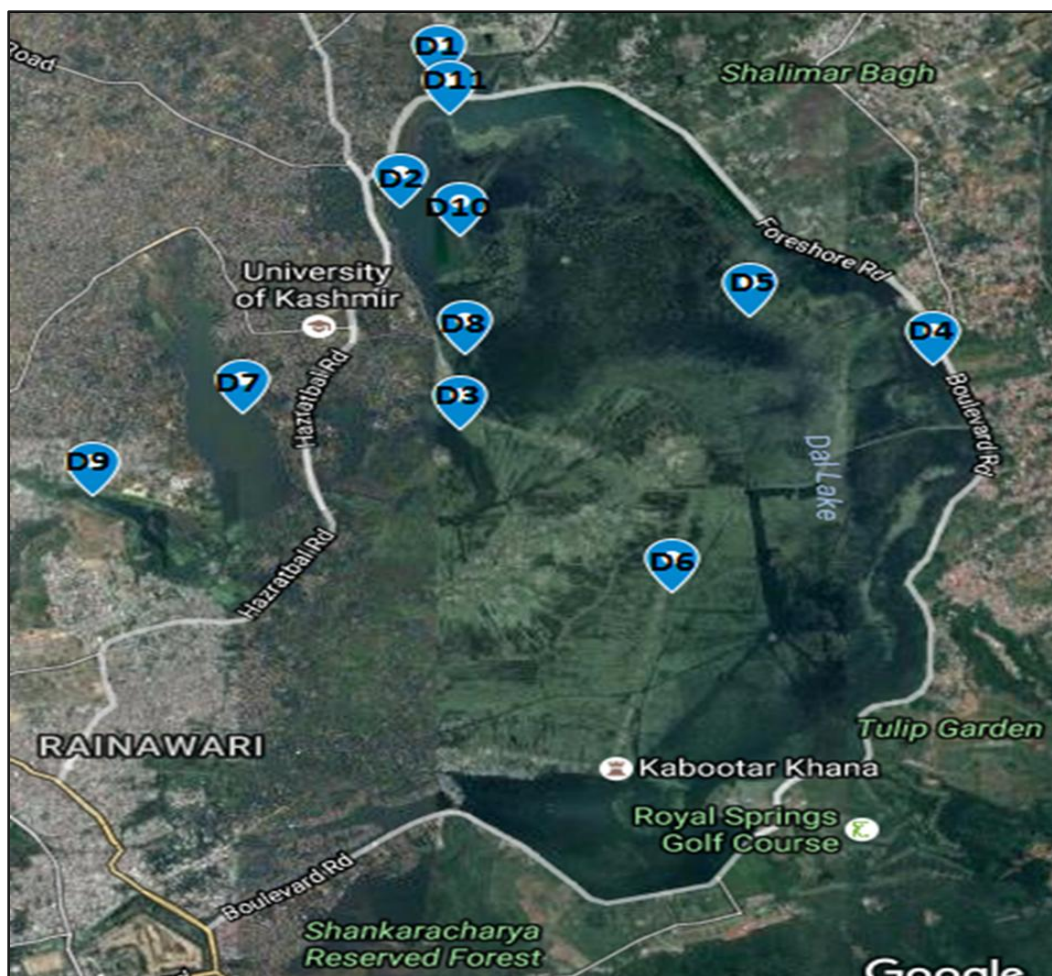 Road
D1
D11
Shalimar Bagh
D2
D10
Foreshore Rd
University
of Kashmir
D5
D8
D4
D7
D3
Hazratbal Rd
Boulevard Rd
D9
Dal Lake
D6
Hazratbal Rd
Tulip Garden
RAINAWARI
Kabootar Khana
Royal Springs
Golf Course
Boulevard Rd
Shankaracharya
Reserved Forest
Google